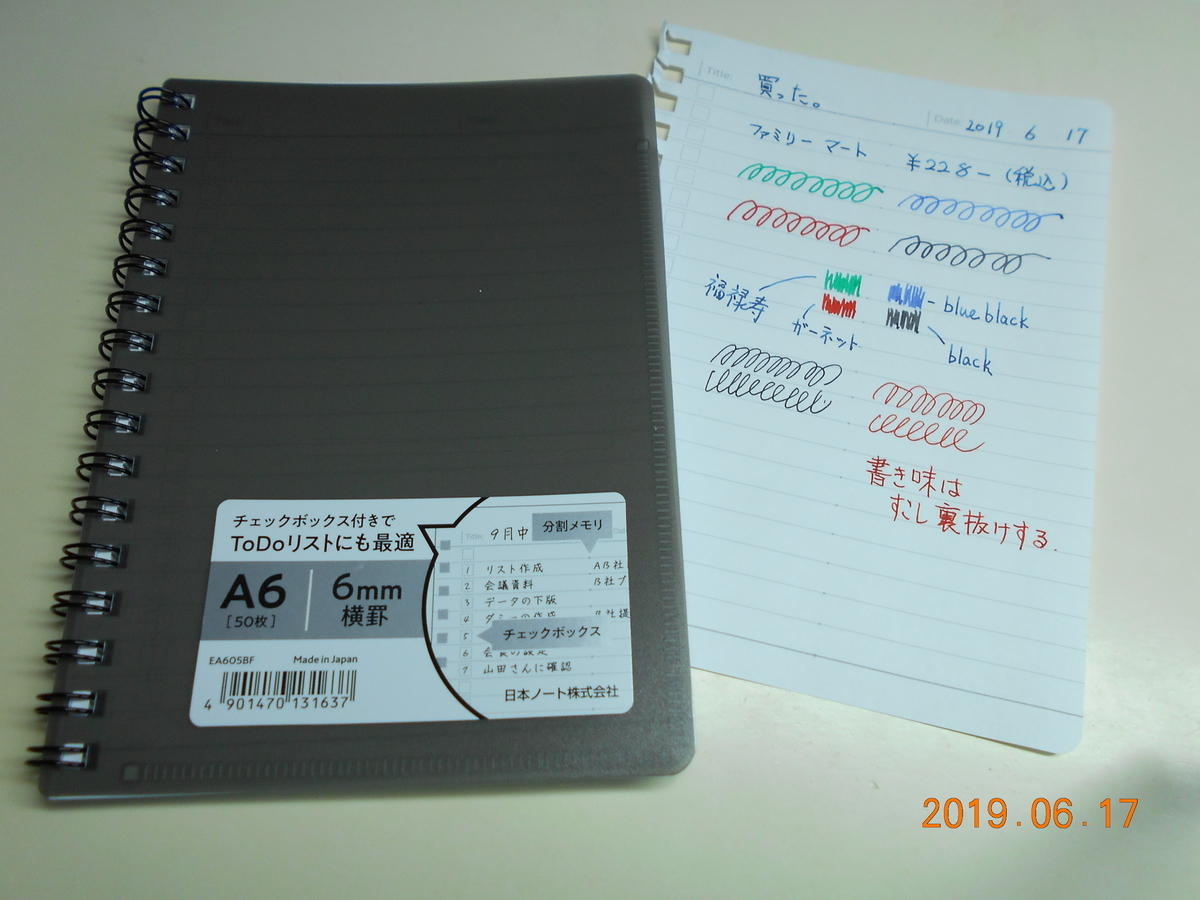 チェックボックス付きで
ToDoリストにも最適
A6
[50枚]
6mm
横罫
EA605BF
Made in Japan
4 901470 131637
Title:
9月中
分割メモリ
1 リスト作成 AB社
2 会議資料 B社プ
3 データの下版
4 ダミーの作成 B社提
5
チェックボックス
6
7 山田さんに確認
日本ノート株式会社
Title: 買った。
Date: 2019 6 17
ファミリーマート ¥228-(税込)
福禄寿
ガーネット
blue black
black
書き味は
すこし裏抜けする.
2019.06.17